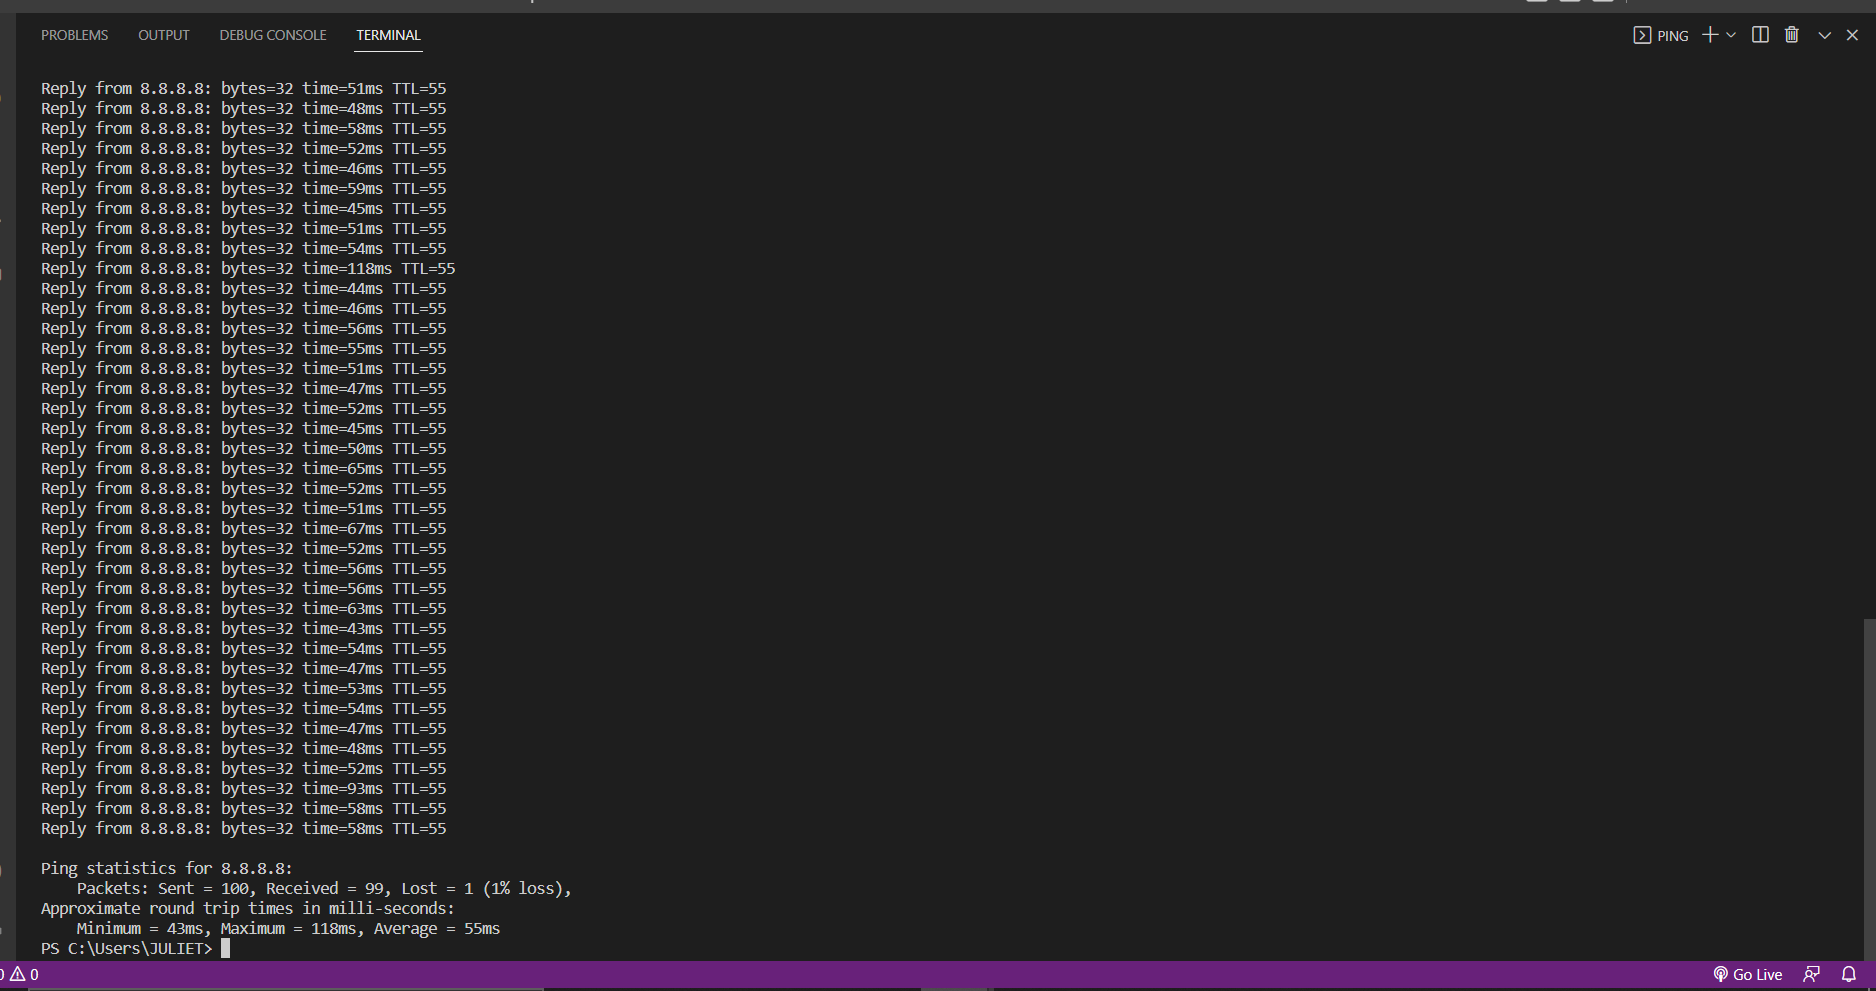 PROBLEMS OUTPUT DEBUG CONSOLE TERMINAL PING
Reply from 8.8.8.8: bytes=32 time=51ms TTL=55
Reply from 8.8.8.8: bytes=32 time=48ms TTL=55
Reply from 8.8.8.8: bytes=32 time=58ms TTL=55
Reply from 8.8.8.8: bytes=32 time=52ms TTL=55
Reply from 8.8.8.8: bytes=32 time=46ms TTL=55
Reply from 8.8.8.8: bytes=32 time=59ms TTL=55
Reply from 8.8.8.8: bytes=32 time=45ms TTL=55
Reply from 8.8.8.8: bytes=32 time=51ms TTL=55
Reply from 8.8.8.8: bytes=32 time=54ms TTL=55
Reply from 8.8.8.8: bytes=32 time=118ms TTL=55
Reply from 8.8.8.8: bytes=32 time=44ms TTL=55
Reply from 8.8.8.8: bytes=32 time=46ms TTL=55
Reply from 8.8.8.8: bytes=32 time=56ms TTL=55
Reply from 8.8.8.8: bytes=32 time=55ms TTL=55
Reply from 8.8.8.8: bytes=32 time=51ms TTL=55
Reply from 8.8.8.8: bytes=32 time=47ms TTL=55
Reply from 8.8.8.8: bytes=32 time=52ms TTL=55
Reply from 8.8.8.8: bytes=32 time=45ms TTL=55
Reply from 8.8.8.8: bytes=32 time=50ms TTL=55
Reply from 8.8.8.8: bytes=32 time=65ms TTL=55
Reply from 8.8.8.8: bytes=32 time=52ms TTL=55
Reply from 8.8.8.8: bytes=32 time=51ms TTL=55
Reply from 8.8.8.8: bytes=32 time=67ms TTL=55
Reply from 8.8.8.8: bytes=32 time=52ms TTL=55
Reply from 8.8.8.8: bytes=32 time=56ms TTL=55
Reply from 8.8.8.8: bytes=32 time=56ms TTL=55
Reply from 8.8.8.8: bytes=32 time=63ms TTL=55
Reply from 8.8.8.8: bytes=32 time=43ms TTL=55
Reply from 8.8.8.8: bytes=32 time=54ms TTL=55
Reply from 8.8.8.8: bytes=32 time=47ms TTL=55
Reply from 8.8.8.8: bytes=32 time=53ms TTL=55
Reply from 8.8.8.8: bytes=32 time=54ms TTL=55
Reply from 8.8.8.8: bytes=32 time=47ms TTL=55
Reply from 8.8.8.8: bytes=32 time=48ms TTL=55
Reply from 8.8.8.8: bytes=32 time=52ms TTL=55
Reply from 8.8.8.8: bytes=32 time=93ms TTL=55
Reply from 8.8.8.8: bytes=32 time=58ms TTL=55
Reply from 8.8.8.8: bytes=32 time=58ms TTL=55
Ping statistics for 8.8.8.8:
Packets: Sent = 100, Received = 99, Lost = 1 (1% loss),
Approximate round trip times in milli-seconds:
Minimum = 43ms, Maximum = 118ms, Average = 55ms
PS C:\Users\JULIET>
0 Go Live